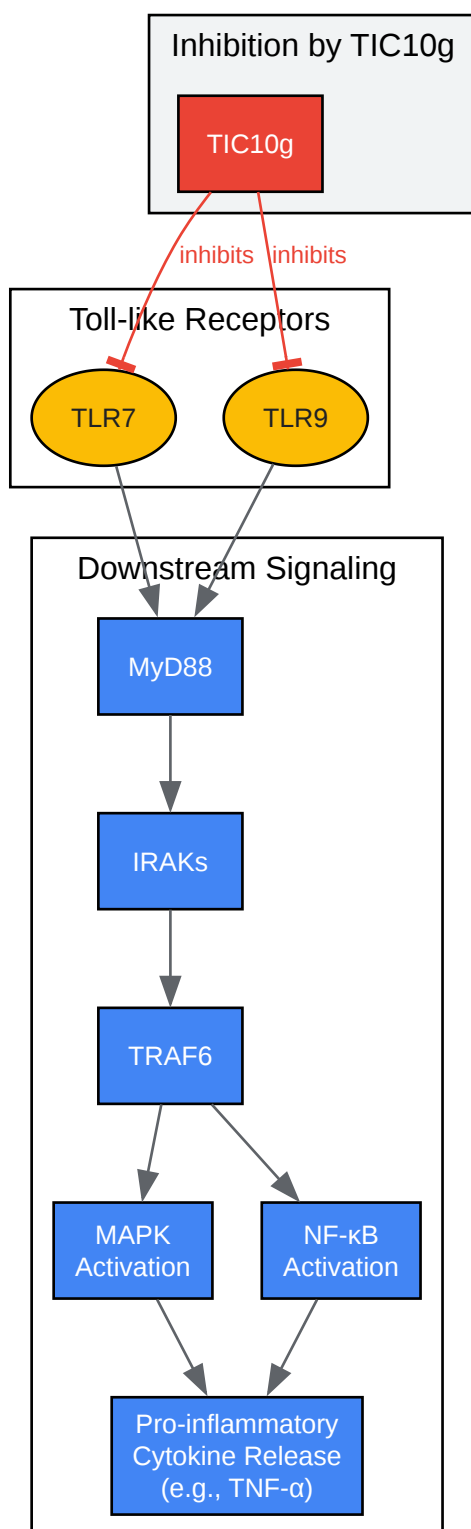 Inhibition by TIC10g
TIC10g
inhibits inhibits
Toll-like Receptors
TLR7 TLR9
Downstream Signaling
MyD88
IRAKs
TRAF6
MAPK
Activation
NF-κB
Activation
Pro-inflammatory
Cytokine Release
(e.g., TNF-α)